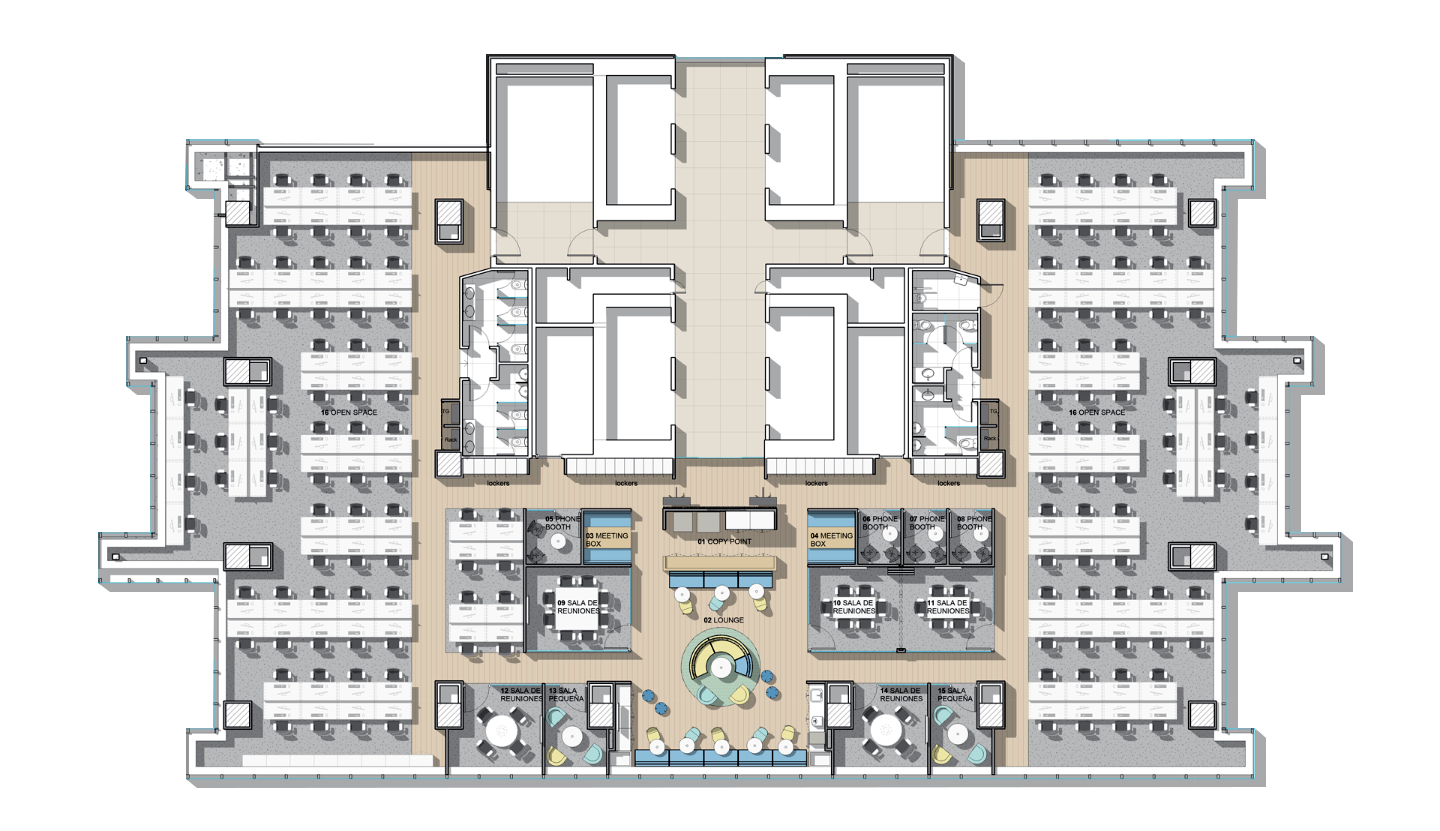 16 OPEN SPACE
16 OPEN SPACE
TG
Rack
TG
Rack
lockers
lockers
lockers
lockers
05 PHONE
BOOTH
03 MEETING
BOX
01 COPY POINT
04 MEETING
BOX
06 PHONE
BOOTH
07 PHONE
BOOTH
08 PHONE
BOOTH
09 SALA DE
REUNIONES
02 LOUNGE
10 SALA DE
REUNIONES
11 SALA DE
REUNIONES
12 SALA DE
REUNIONES
13 SALA
PEQUEÑA
14 SALA DE
REUNIONES
15 SALA
PEQUEÑA